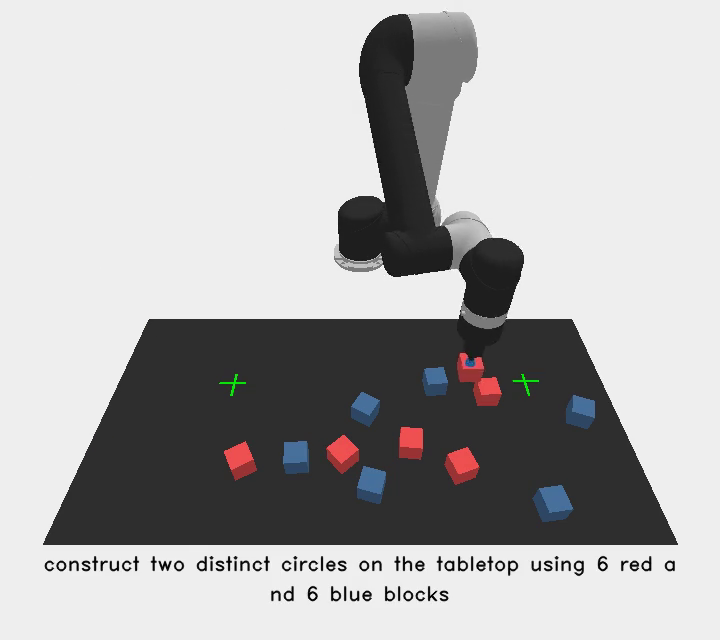 construct two distinct circles on the tabletop using 6 red a
nd 6 blue blocks